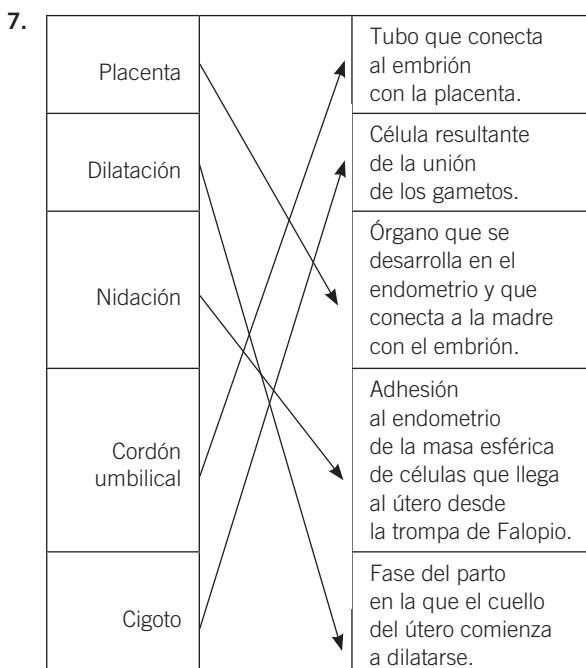 7.
Placenta
Tubo que conecta
al embrión
con la placenta.
Dilatación
Célula resultante
de la unión
de los gametos.
Nidación
Órgano que se
desarrolla en el
endometrio y que
conecta a la madre
con el embrión.
Cordón
umbilical
Adhesión
al endometrio
de la masa esférica
de células que llega
al útero desde
la trompa de Falopio.
Cigoto
Fase del parto
en la que el cuello
del útero comienza
a dilatarse.